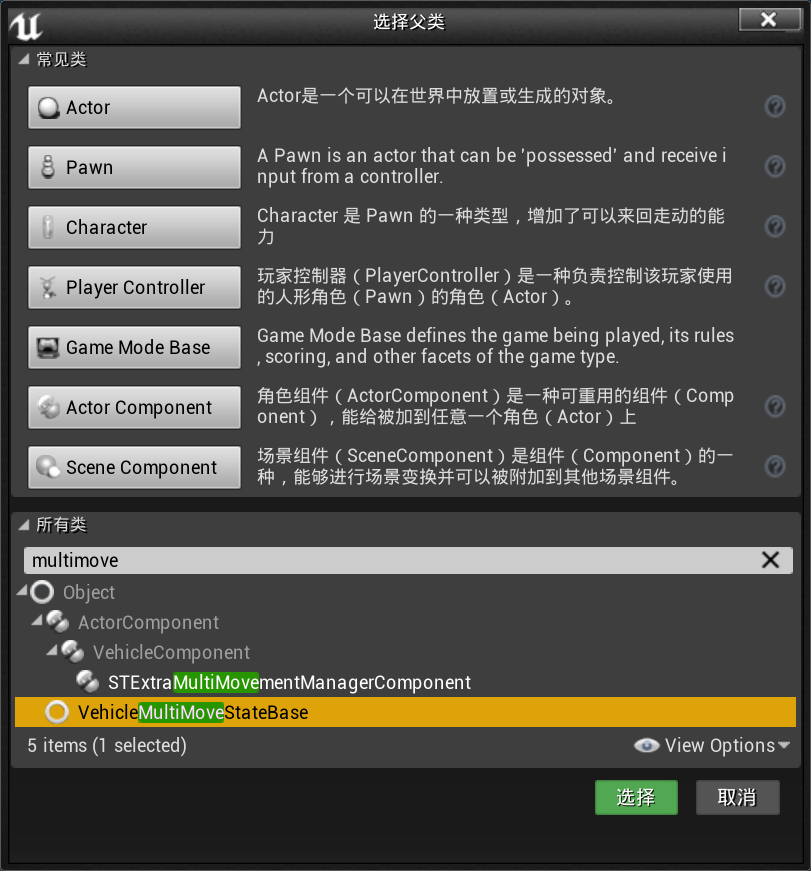 选择父类
常见类
Actor
Actor是一个可以在世界中放置或生成的对象。
Pawn
A Pawn is an actor that can be 'possessed' and receive i
nput from a controller.
Character
Character 是 Pawn 的一种类型，增加了可以来回走动的能
力
Player Controller
玩家控制器（PlayerController）是一种负责控制该玩家使用
的人形角色（Pawn）的角色（Actor）。
Game Mode Base
Game Mode Base defines the game being played, its rules
, scoring, and other facets of the game type.
Actor Component
角色组件（ActorComponent）是一种可重用的组件（Comp
onent），能给被加到任意一个角色（Actor）上
Scene Component
场景组件（SceneComponent）是组件（Component）的一
种，能够进行场景变换并可以被附加到其他场景组件。
所有类
multimove
Object
ActorComponent
VehicleComponent
STExtraMultiMovementManagerComponent
VehicleMultiMoveStateBase
5 items (1 selected)
View Options
选择
取消